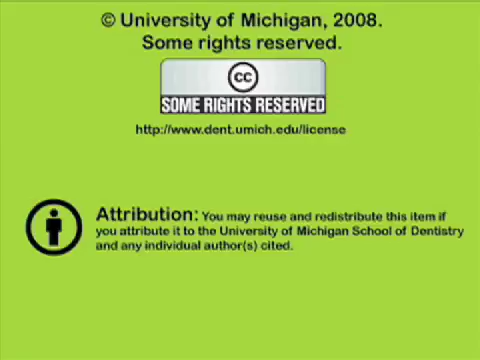 © University of Michigan, 2008.
Some rights reserved.
cc
SOME RIGHTS RESERVED
http://www.dent.umich.edu/license
Attribution: You may reuse and redistribute this item if
you attribute it to the University of Michigan School of Dentistry
and any individual author(s) cited.